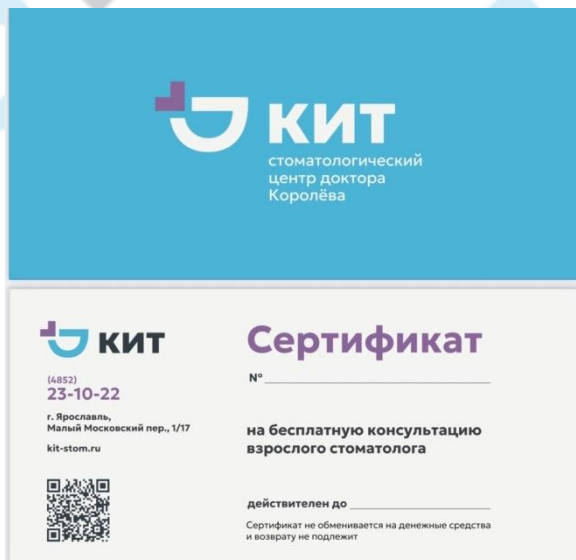 КИТ
стоматологический
центр доктора
Королёва
КИТ
(4852)
23-10-22
г. Ярославль,
Малый Московский пер., 1/17
kit-stom.ru
Сертификат
№
на бесплатную консультацию
взрослого стоматолога
действителен до
Сертификат не обменивается на денежные средства
и возврату не подлежит